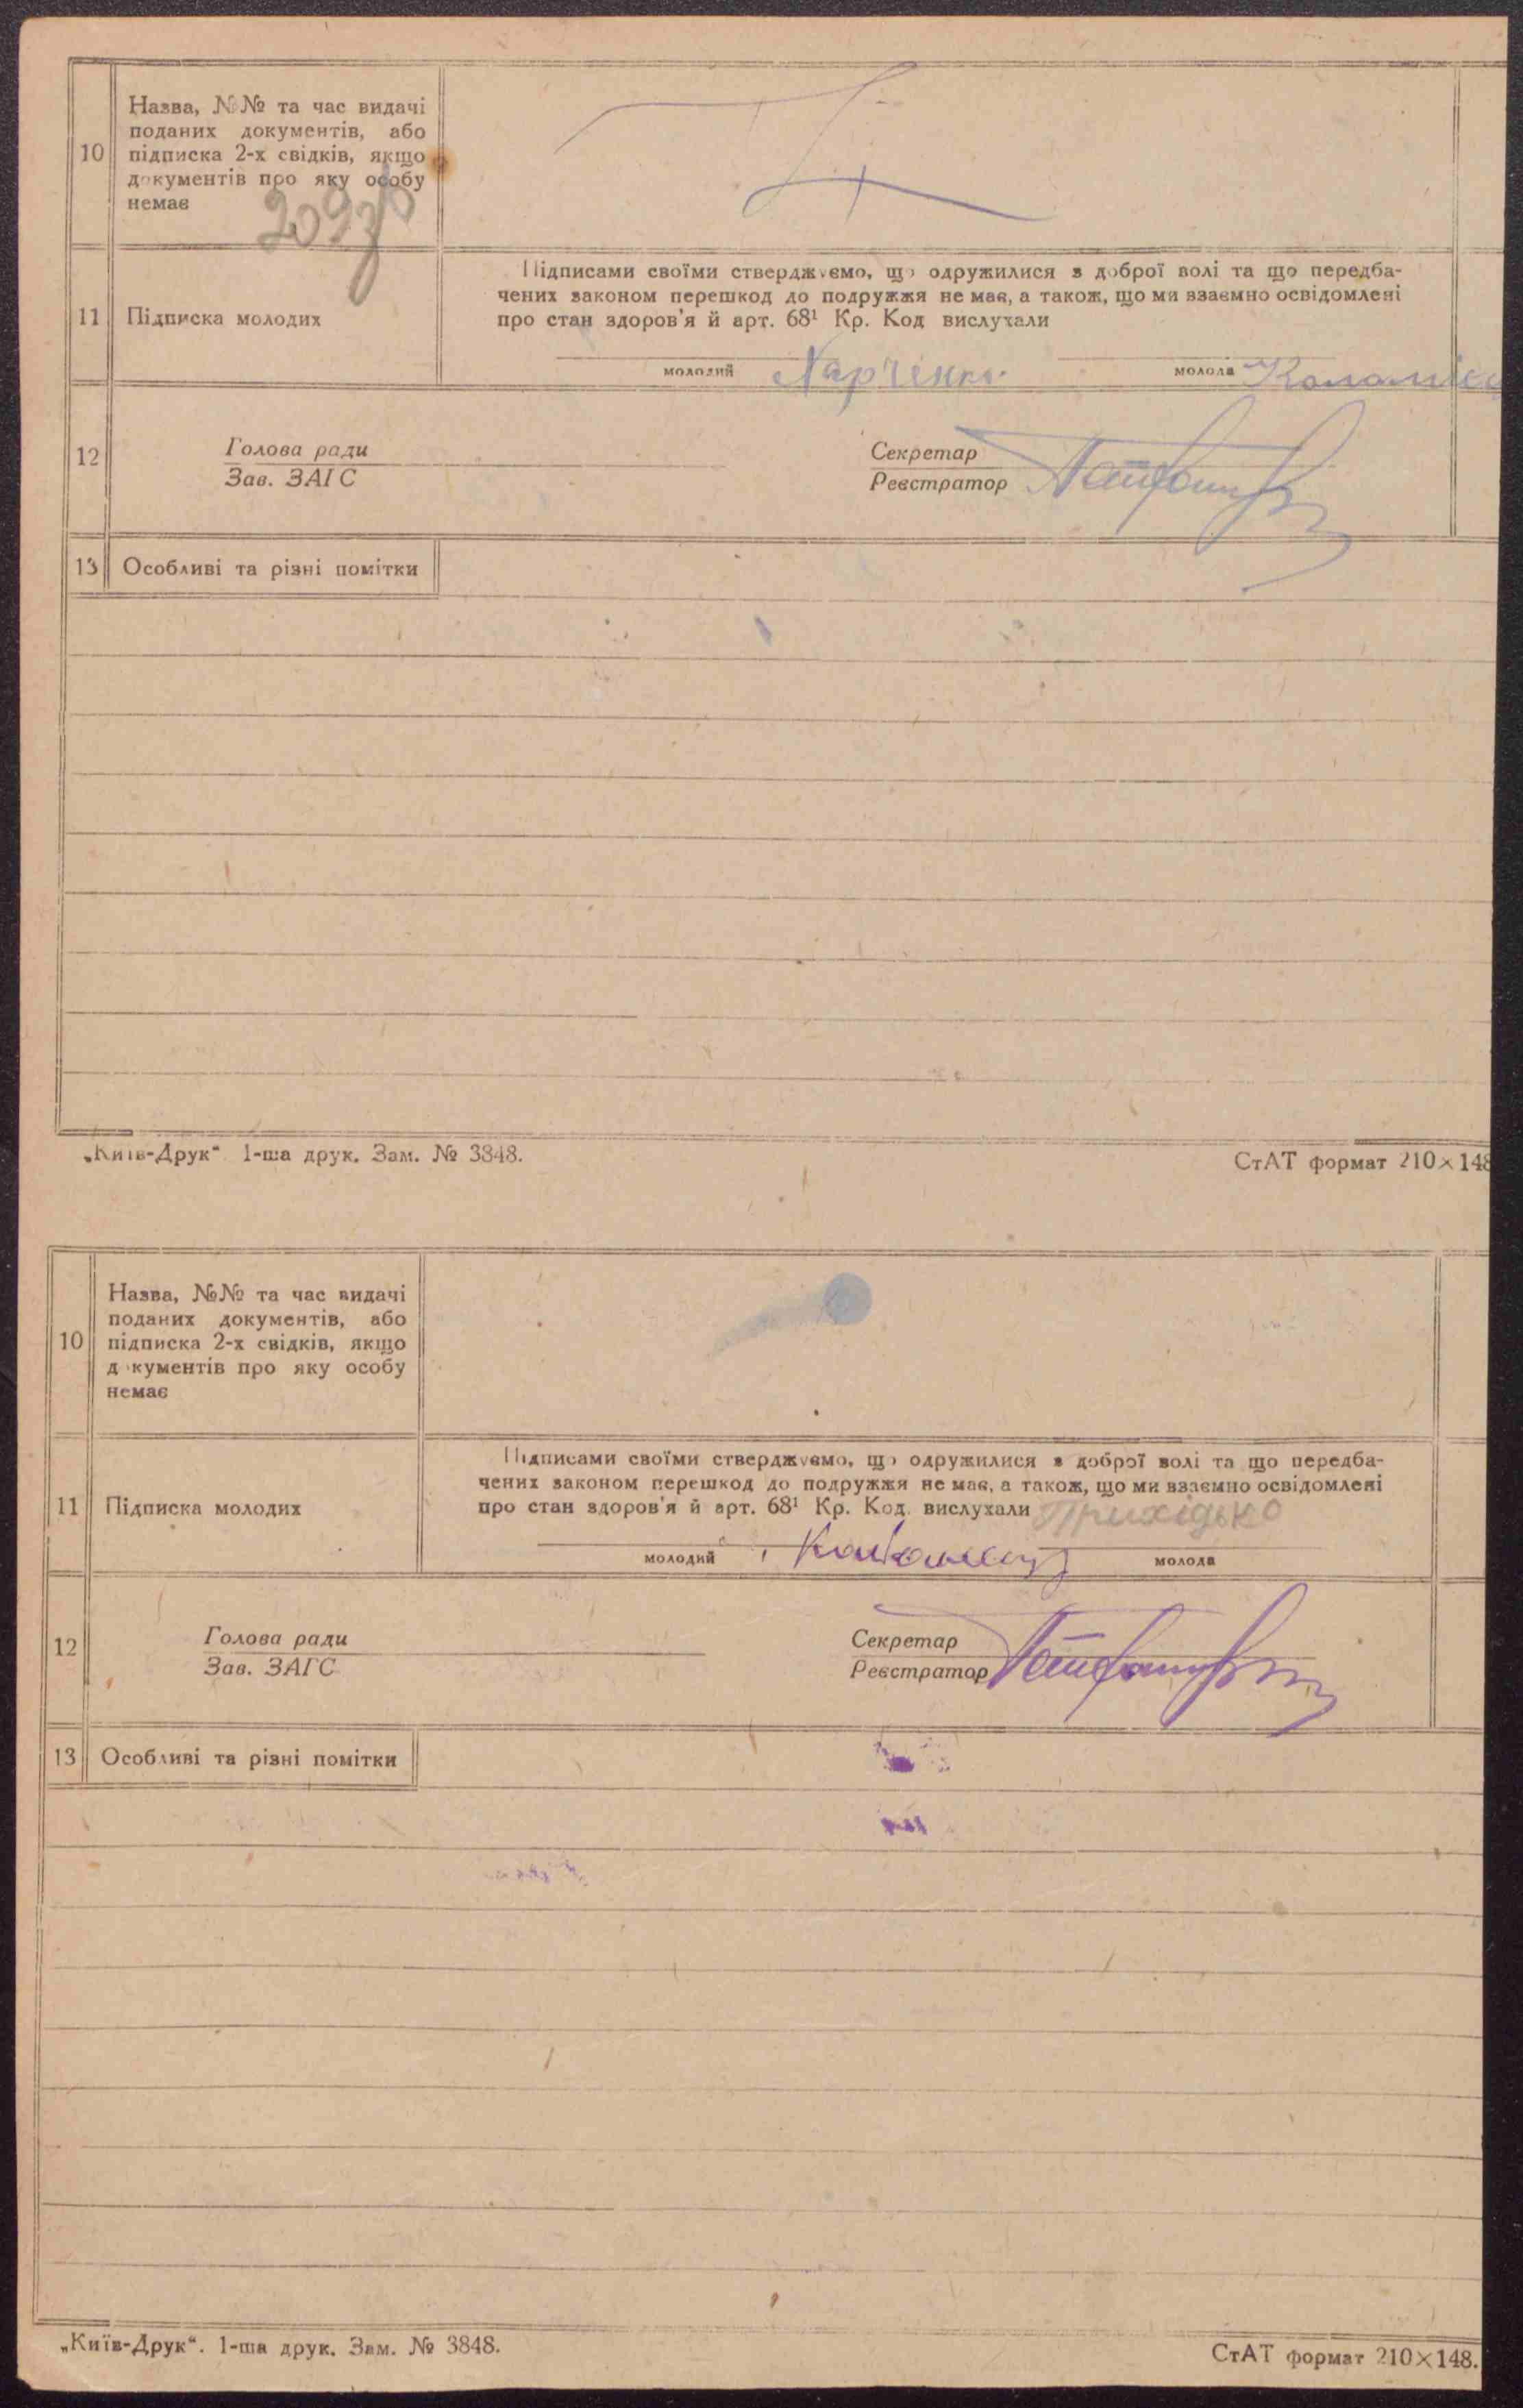 10
Назва, №№ та час видачі
поданих документів, або
підписка 2-х свідків, якщо
документів про яку особу
немає
11
Підписка молодих
Підписами своїми стверджуємо, що одружилися з доброї волі та що передба-
чених законом перешкод до подружжя не має, а також, що ми взаємно освідомлені
про стан здоров'я й арт. 68¹ Кр. Код вислухали
молодий Харченко молода
12
Голова ради
Зав. ЗАГС
Секретар
Реєстратор
13 Особливі та різні помітки
„Київ-Друк“ 1-ша друк. Зам. № 3848.
СтАТ формат 210×148
10
Назва, №№ та час видачі
поданих документів, або
підписка 2-х свідків, якщо
документів про яку особу
немає
11
Підписка молодих
Підписами своїми стверджуємо, що одружилися з доброї волі та що передба-
чених законом перешкод до подружжя не має, а також, що ми взаємно освідомлені
про стан здоров'я й арт. 68¹ Кр. Код. вислухали Прихідько
молодий молода
12
Голова ради
Зав. ЗАГС
Секретар
Реєстратор
13 Особливі та різні помітки
„Київ-Друк“. 1-ша друк. Зам. № 3848.
СтАТ формат 210×148.